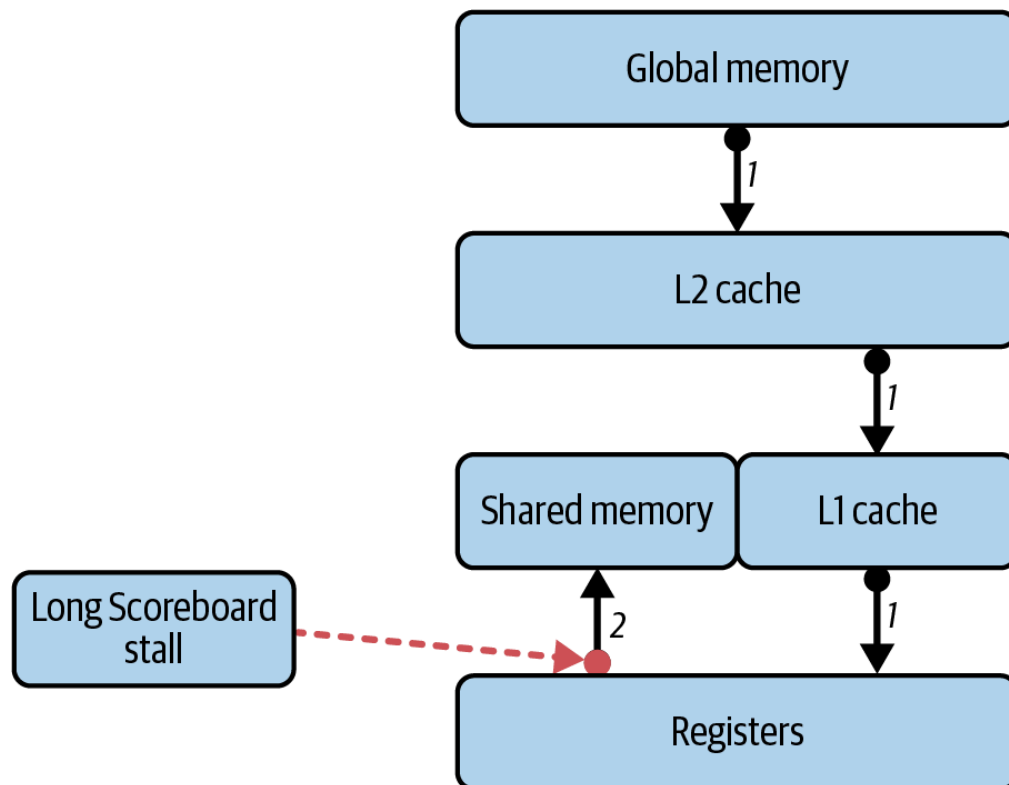 Global memory
1
L2 cache
1
Shared memory
L1 cache
Long Scoreboard
stall
2
1
Registers